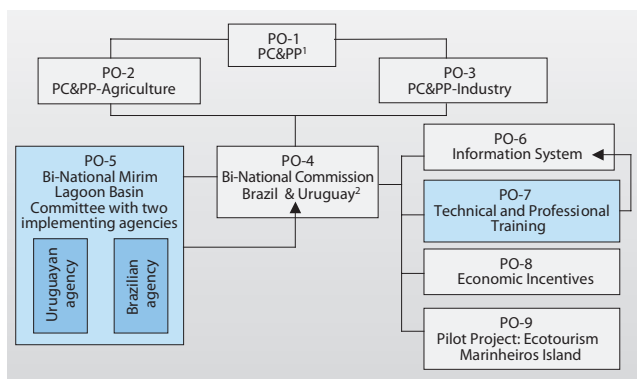 PO-1
PC&PP¹
PO-2
PC&PP-Agriculture
PO-3
PC&PP-Industry
PO-5
Bi-National Mirim
Lagoon Basin
Committee with two
implementing agencies
Uruguayan
agency
Brazilian
agency
PO-4
Bi-National Commission
Brazil & Uruguay²
PO-6
Information System
PO-7
Technical and Professional
Training
PO-8
Economic Incentives
PO-9
Pilot Project: Ecotourism
Marinheiros Island